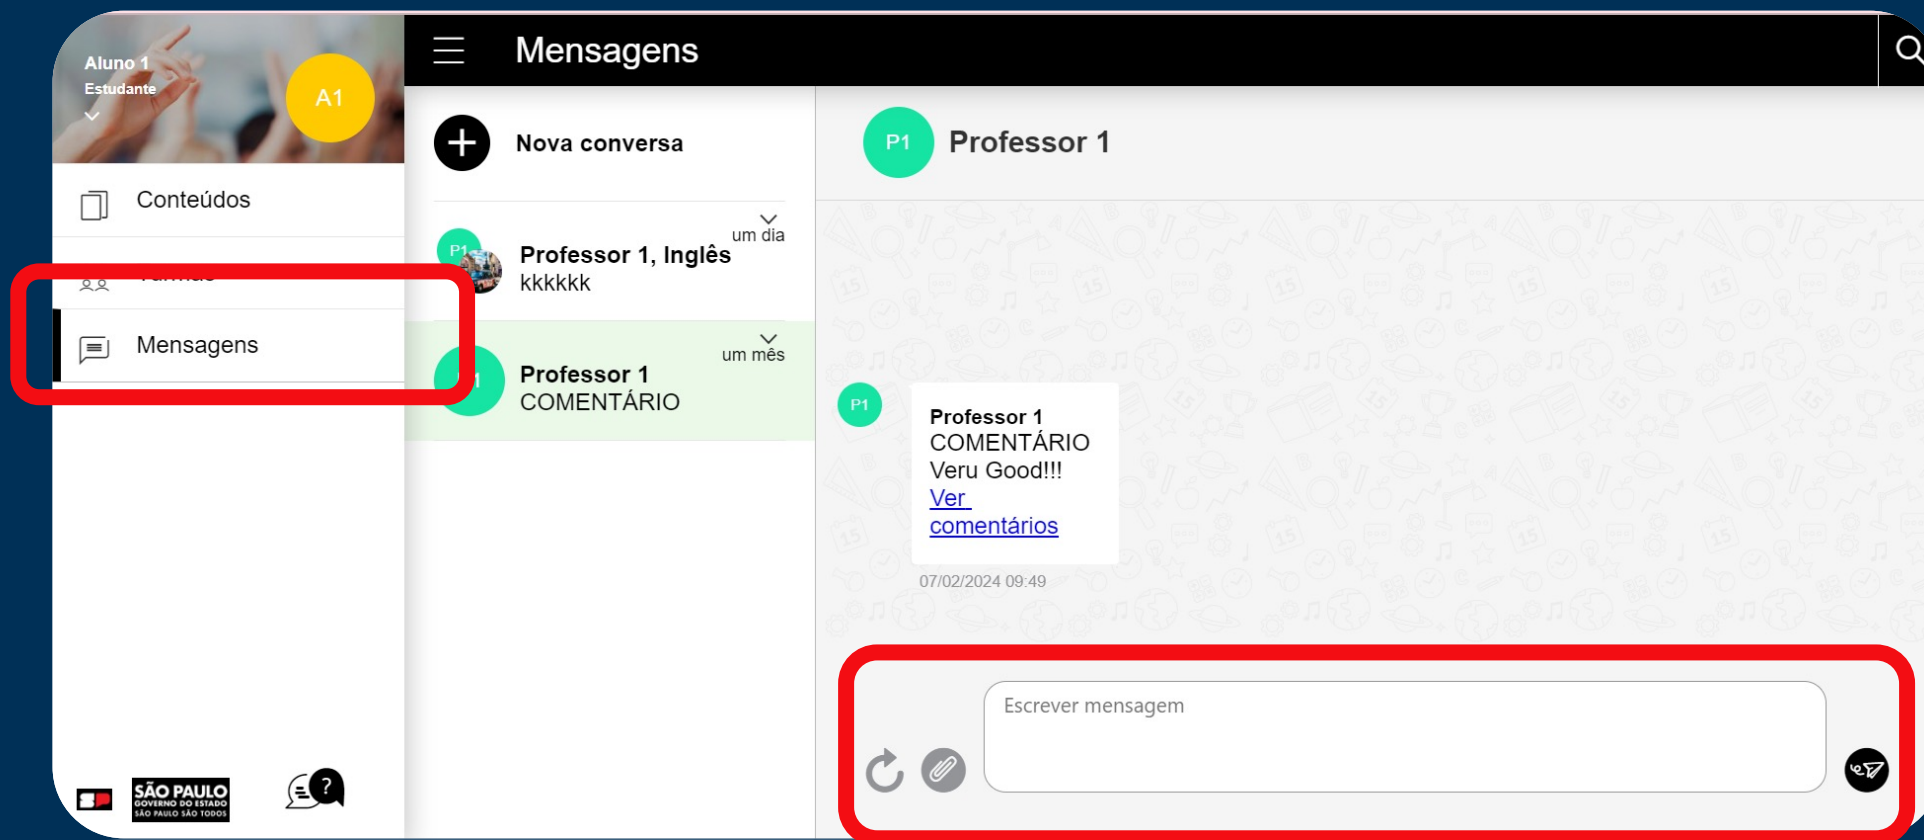 Aluno 1
Estudante
A1
Conteúdos
Mensagens
SÃO PAULO
GOVERNO DO ESTADO
SÃO PAULO SÃO TODOS
?
Mensagens
Nova conversa
um dia
P1
Professor 1, Inglês
kkkkkk
um mês
Professor 1
COMENTÁRIO
P1
Professor 1
P1
Professor 1
COMENTÁRIO
Veru Good!!!
Ver
comentários
07/02/2024 09:49
Escrever mensagem